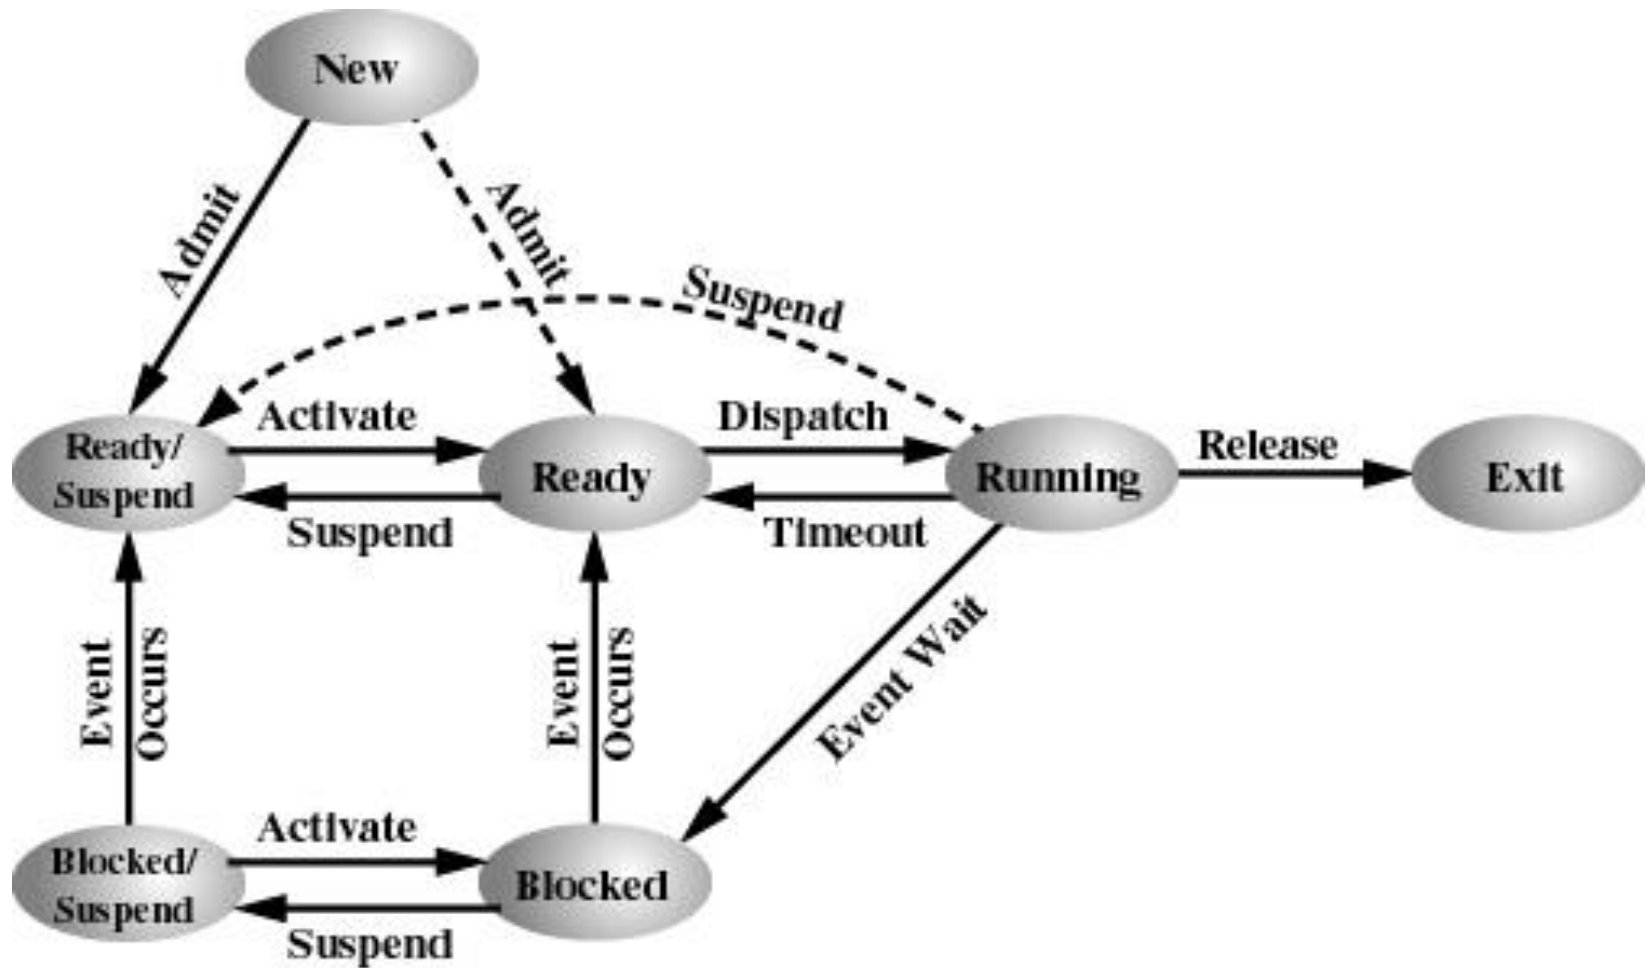 New
Admit
Admit
Suspend
Activate
Dispatch
Release
Ready/
Suspend
Ready
Running
Exit
Suspend
Timeout
Event
Occurs
Event
Occurs
Event Wait
Activate
Blocked/
Suspend
Blocked
Suspend